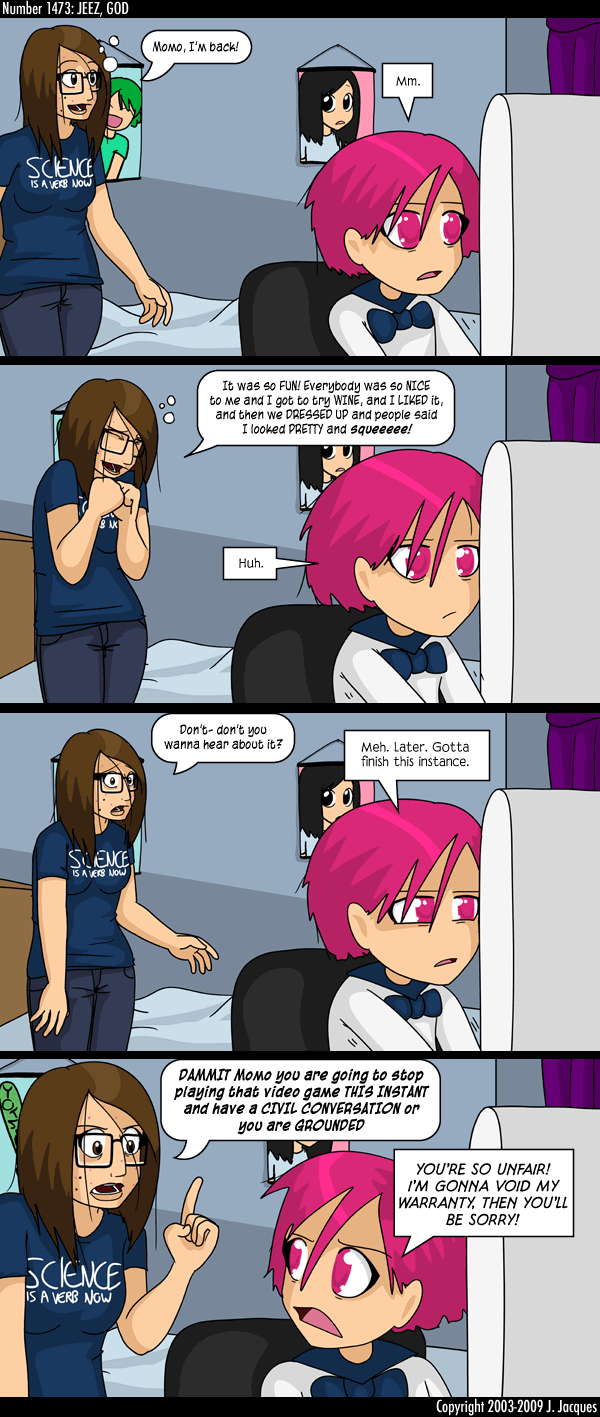 Number 1473: JEEZ, GOD
Momo, I'm back!
Mm.
SCIENCE
IS A VERB NOW
It was so FUN! Everybody was so NICE
to me and I got to try WINE, and I LIKED it,
and then we DRESSED UP and people said
I looked PRETTY and squeeeee!
Huh.
B NOW
Don't- don't you
wanna hear about it?
Meh. Later. Gotta
finish this instance.
SCIENCE
IS A VERB NOW
DAMMIT Momo you are going to stop
playing that video game THIS INSTANT
and have a CIVIL CONVERSATION or
you are GROUNDED
YOU'RE SO UNFAIR!
I'M GONNA VOID MY
WARRANTY, THEN YOU'LL
BE SORRY!
SCIENCE
IS A VERB NOW
Copyright 2003-2009 J. Jacques